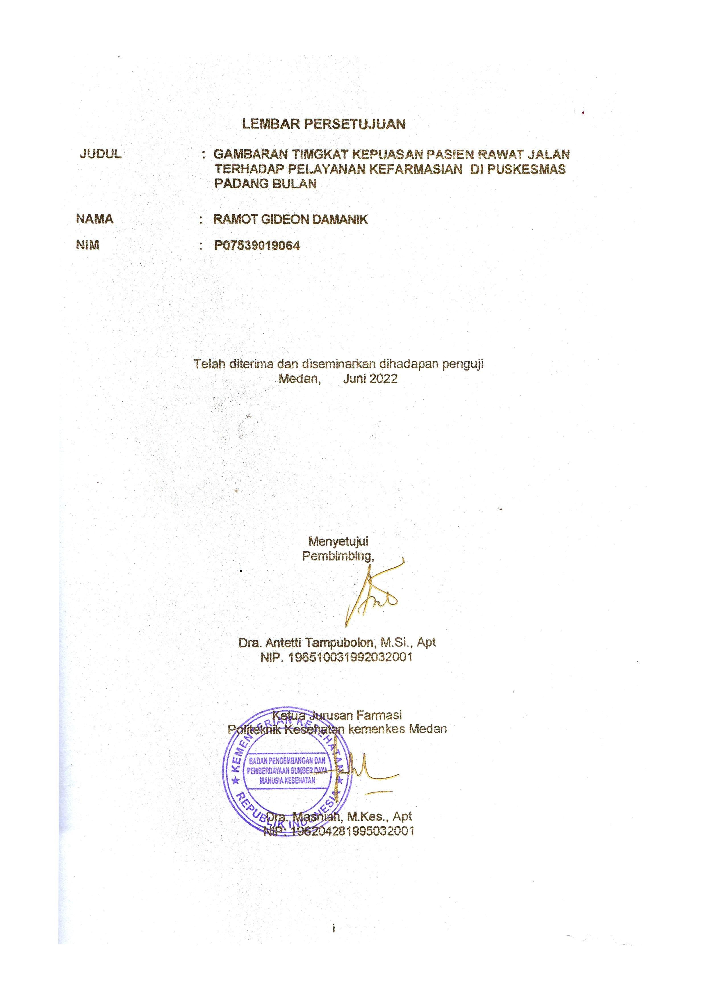 LEMBAR PERSETUJUAN
JUDUL : GAMBARAN TIMGKAT KEPUASAN PASIEN RAWAT JALAN
TERHADAP PELAYANAN KEFARMASIAN DI PUSKESMAS
PADANG BULAN
NAMA : RAMOT GIDEON DAMANIK
NIM : P07539019064
Telah diterima dan diseminarkan dihadapan penguji
Medan, Juni 2022
Menyetujui
Pembimbing,
Dra. Antetti Tampubolon, M.Si., Apt
NIP. 196510031992032001
Ketua Jurusan Farmasi
Politeknik Kesehatan kemenkes Medan
KEMENTERIAN KESEHATAN
BADAN PENGEMBANGAN DAN
PEMBERDAYAAN SUMBER DAYA
MANUSIA KESEHATAN
REPUBLIK INDONESIA
Dra. Masniah, M.Kes., Apt
NIP. 196204281995032001
i